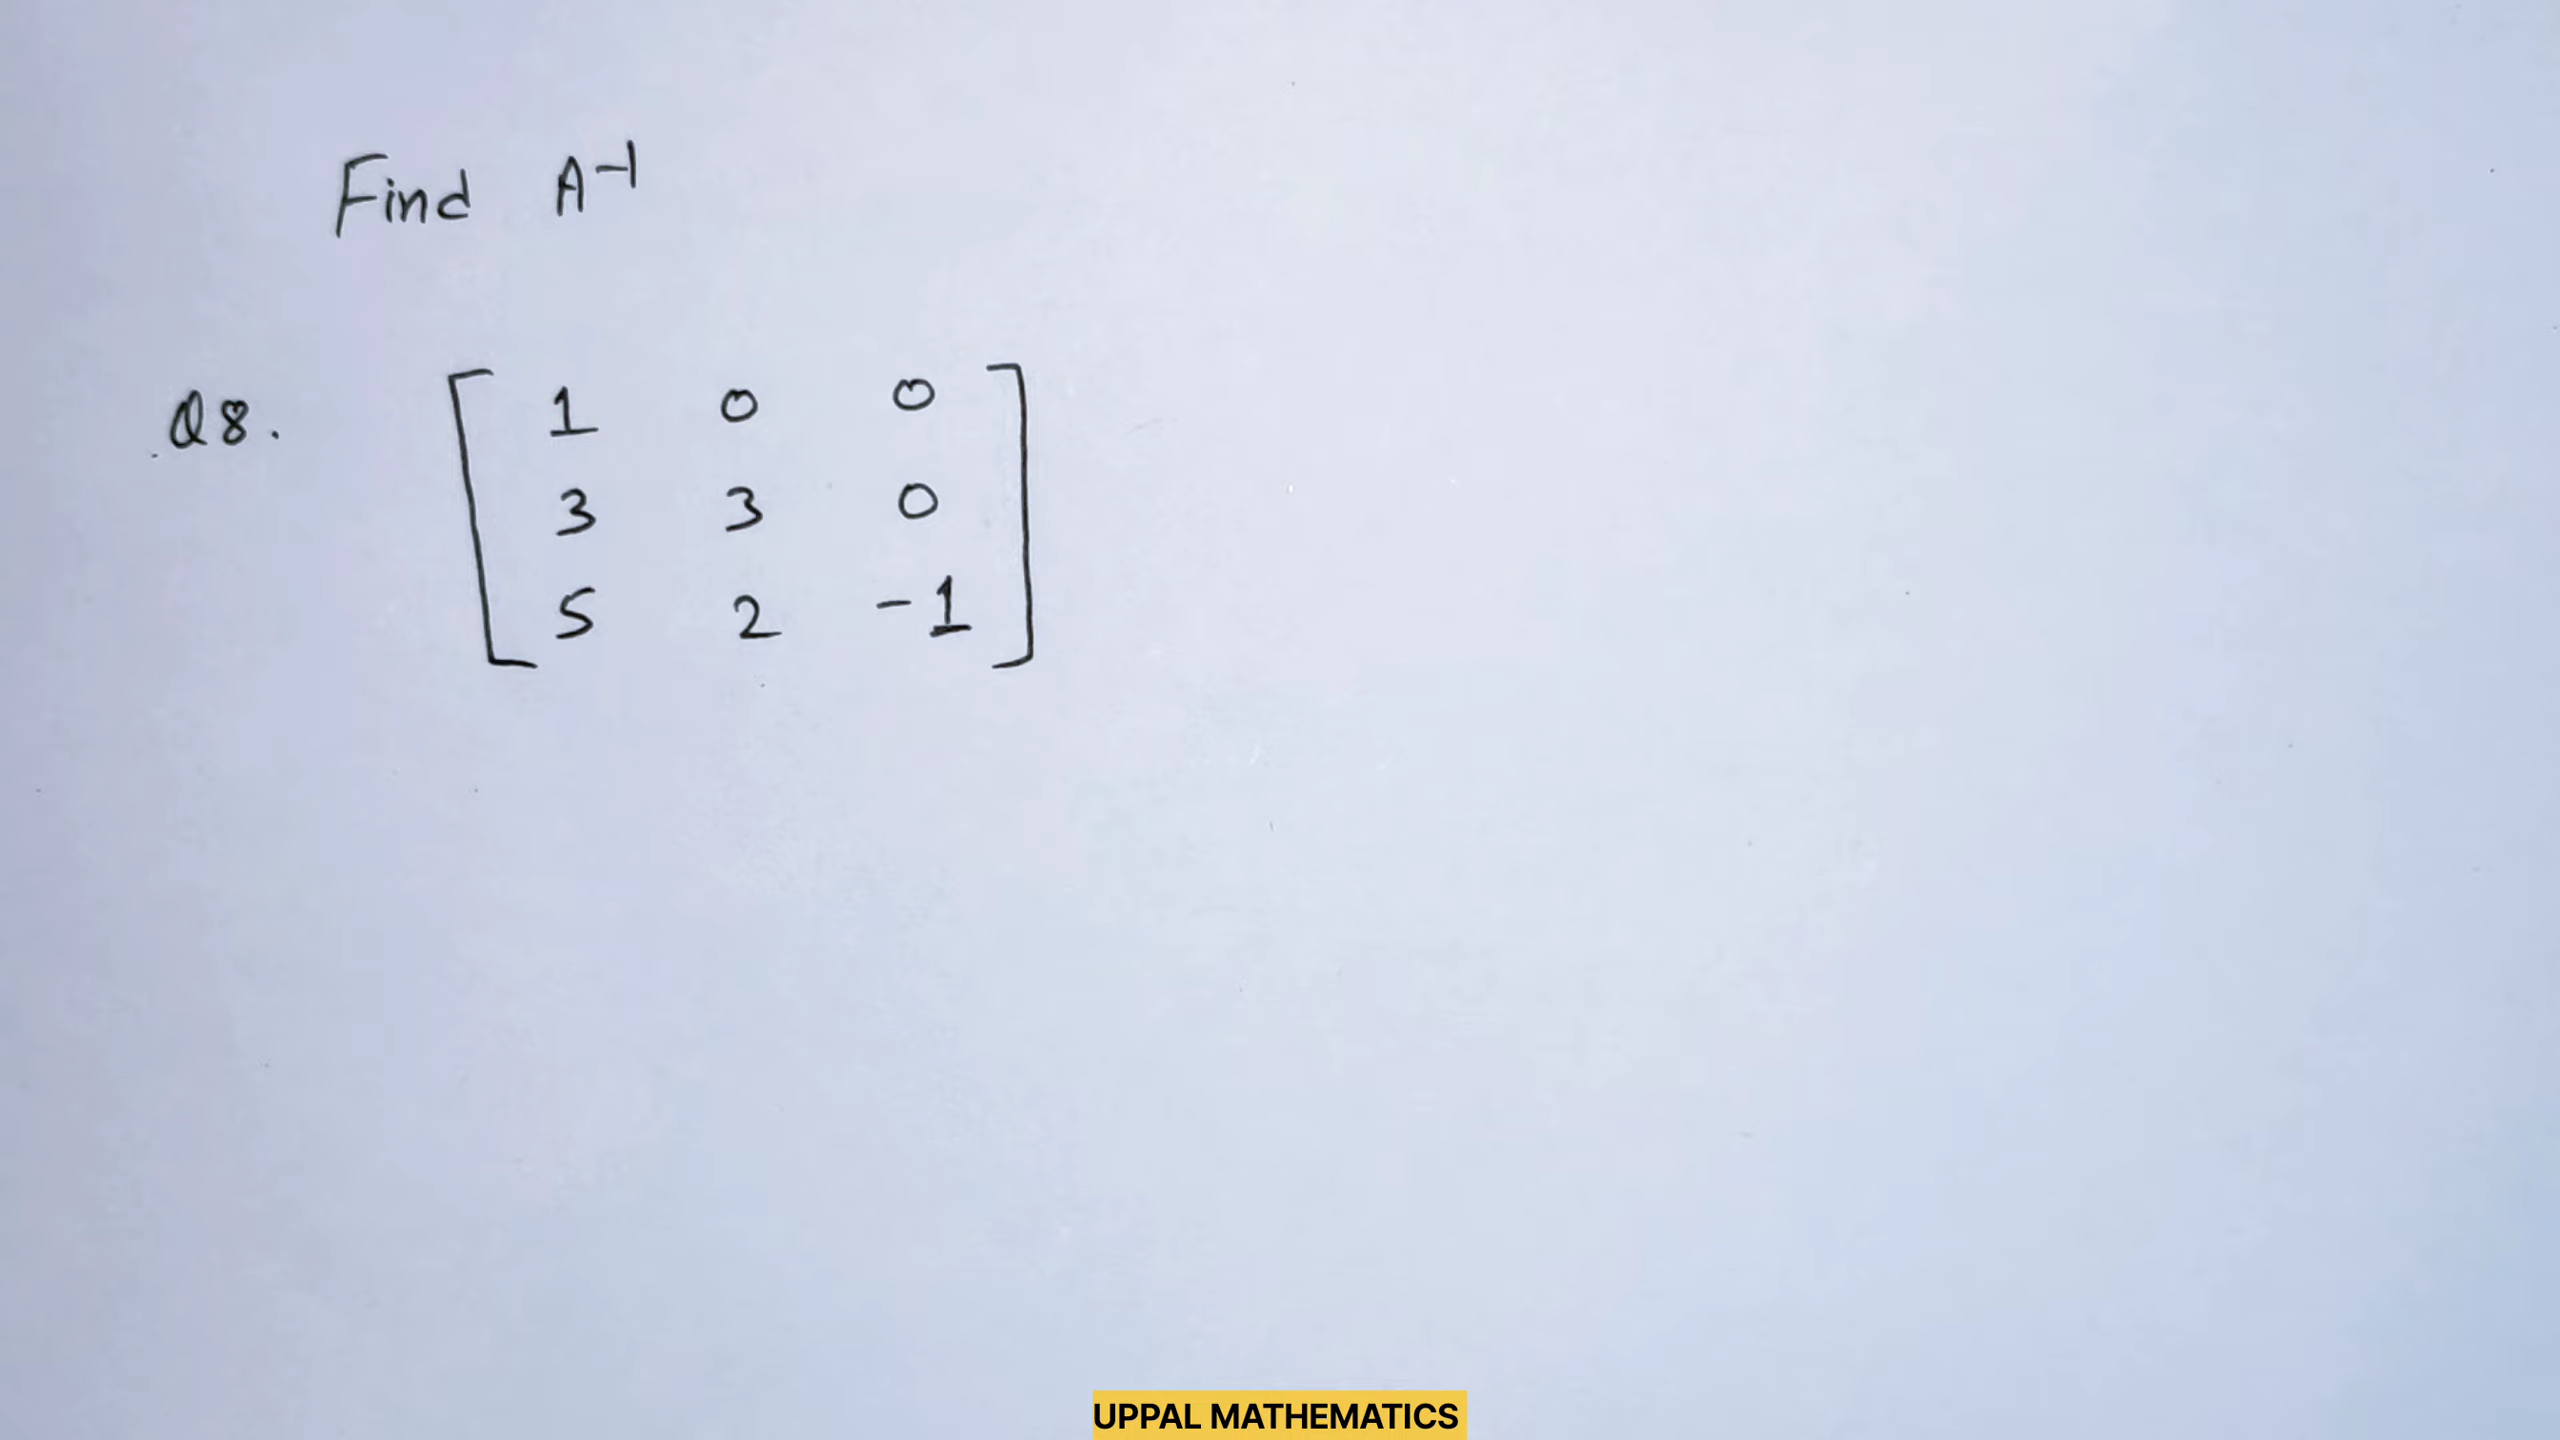 Find A⁻¹
Q8. [ 1 0 0
3 3 0
5 2 -1 ]
UPPAL MATHEMATICS